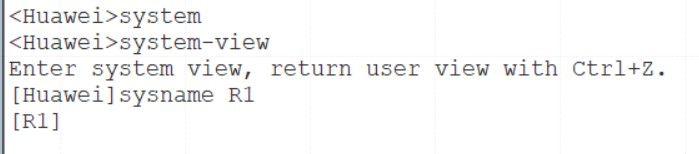 <Huawei>system
<Huawei>system-view
Enter system view, return user view with Ctrl+Z.
[Huawei]sysname R1
[R1]